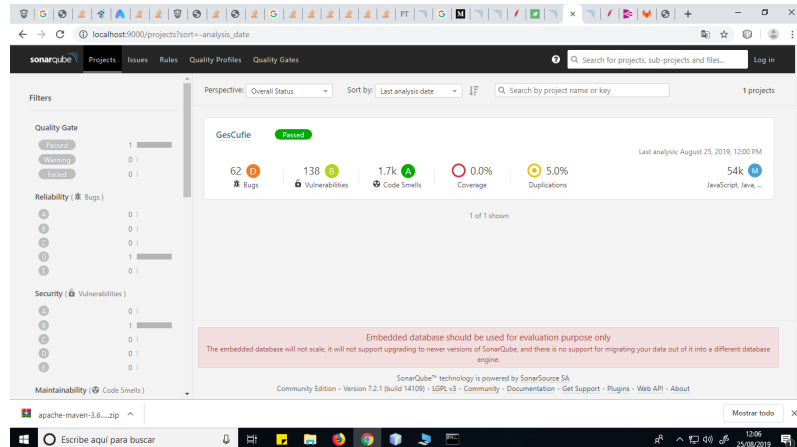 localhost:9000/projects?sort=-analysis_date
sonarqube Projects Issues Rules Quality Profiles Quality Gates Search for projects, sub-projects and files... Log in
Filters
Perspective: Overall Status Sort by: Last analysis date Search by project name or key 1 projects
Quality Gate
Passed 1
Warning 0
Failed 0
Reliability ( Bugs )
A 0
B 0
C 0
D 1
E 0
Security ( Vulnerabilities )
A 0
B 1
C 0
D 0
E 0
Maintainability ( Code Smells )
GesCufie Passed
Last analysis: August 25, 2019, 12:00 PM
62 D 138 B 1.7k A 0.0% 5.0% 54k M
Bugs Vulnerabilities Code Smells Coverage Duplications JavaScript, Java, ...
1 of 1 shown
Embedded database should be used for evaluation purpose only
The embedded database will not scale, it will not support upgrading to newer versions of SonarQube, and there is no support for migrating your data out of it into a different database
engine.
SonarQube™ technology is powered by SonarSource SA
Community Edition - Version 7.2.1 (build 14109) - LGPL v3 - Community - Documentation - Get Support - Plugins - Web API - About
apache-maven-3.6....zip Mostrar todo
Escribe aquí para buscar
12:06
25/08/2019